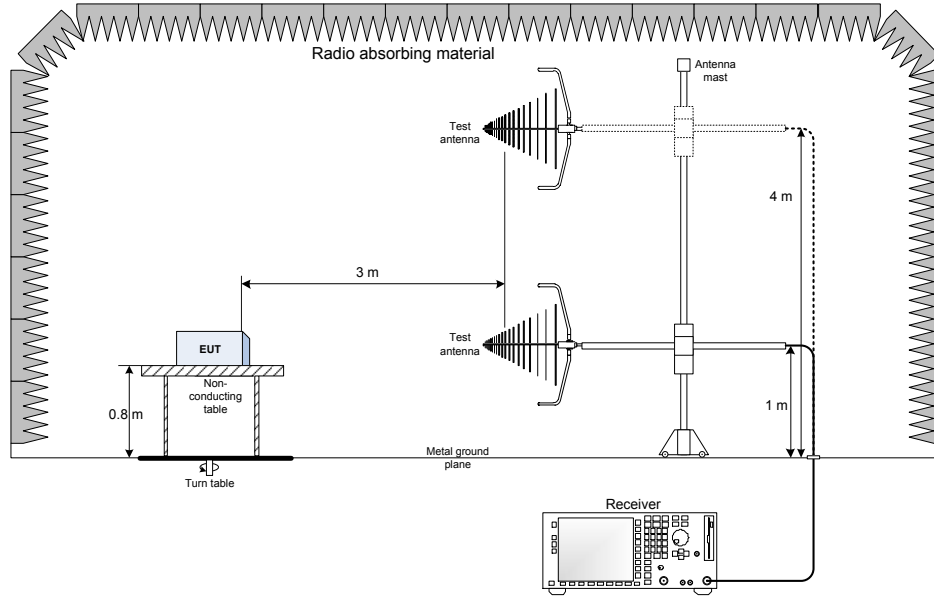 Radio absorbing material
Antenna
mast
Test
antenna
4 m
3 m
Test
antenna
EUT
Non-
conducting
table
0.8 m
1 m
Metal ground
plane
Turn table
Receiver